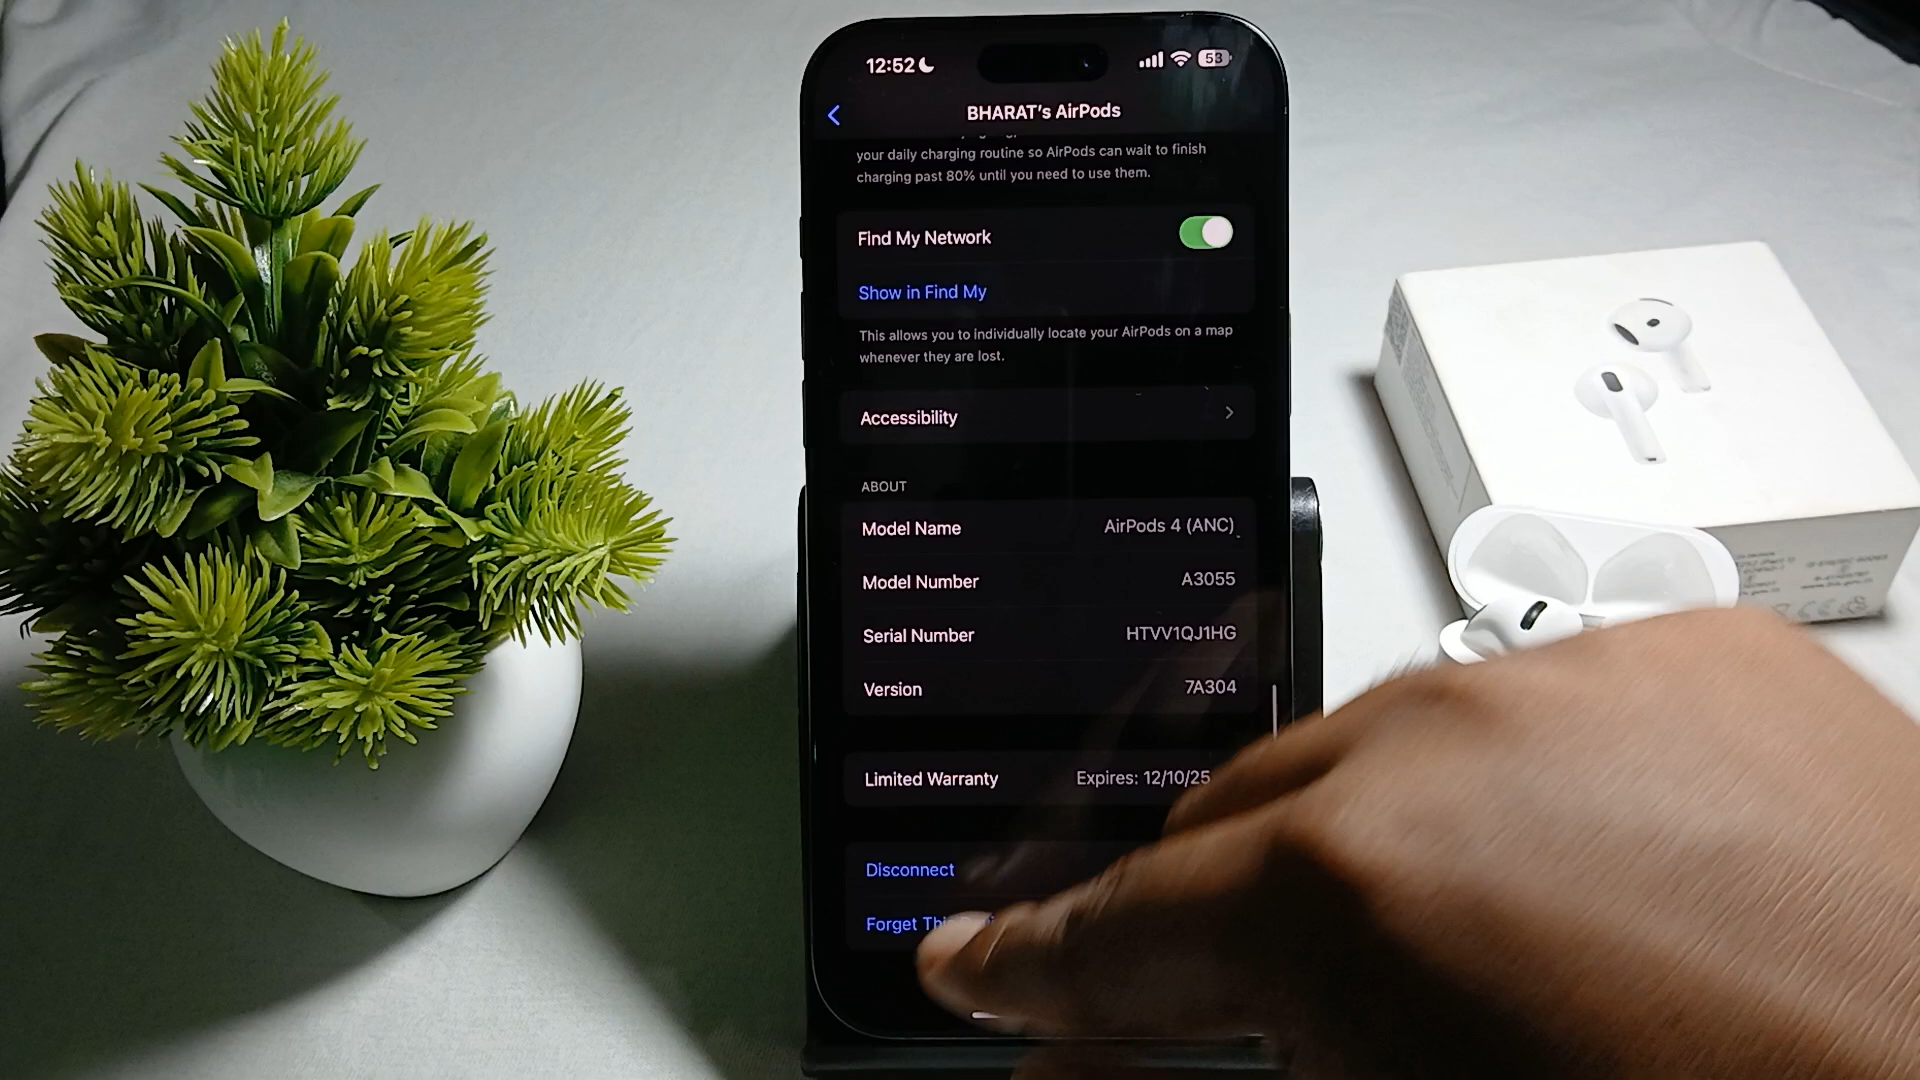 12:52
53
BHARAT's AirPods
your daily charging routine so AirPods can wait to finish
charging past 80% until you need to use them.
Find My Network
Show in Find My
This allows you to individually locate your AirPods on a map
whenever they are lost.
Accessibility
ABOUT
Model Name AirPods 4 (ANC)
Model Number A3055
Serial Number HTVV1QJ1HG
Version 7A304
Limited Warranty Expires: 12/10/25
Disconnect
Forget